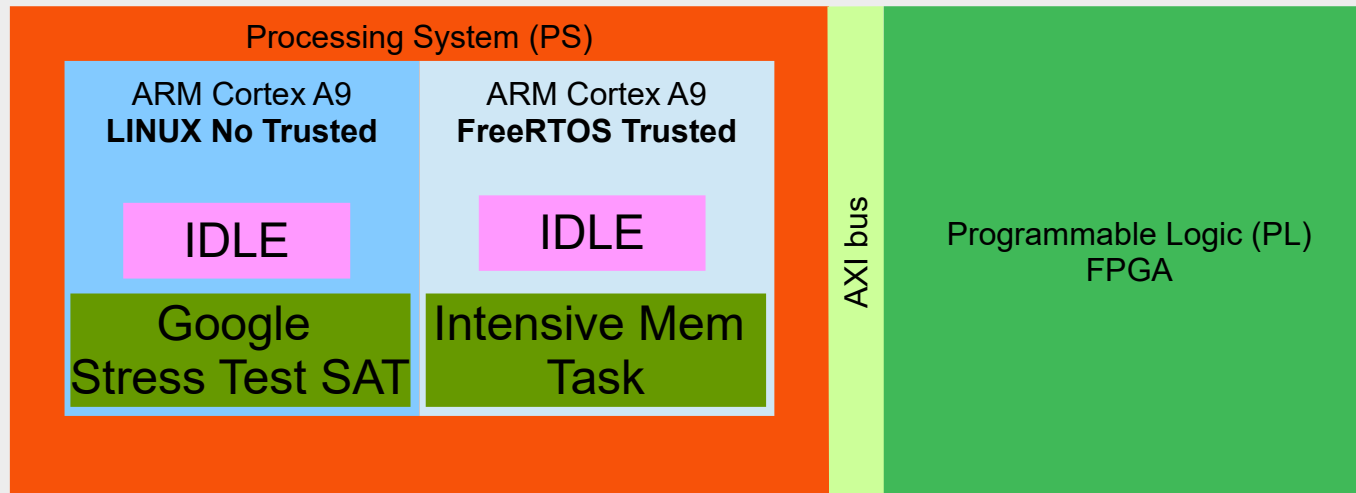 Processing System (PS)
ARM Cortex A9
LINUX No Trusted
IDLE
Google
Stress Test SAT
ARM Cortex A9
FreeRTOS Trusted
IDLE
Intensive Mem
Task
AXI bus
Programmable Logic (PL)
FPGA